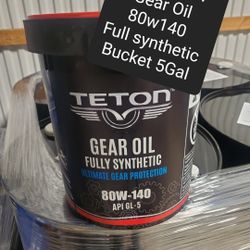 Gear Oil
80w140
Full synthetic
Bucket 5Gal
TETON
GEAR OIL
FULLY SYNTHETIC
ULTIMATE GEAR PROTECTION
80W-140
API GL-5